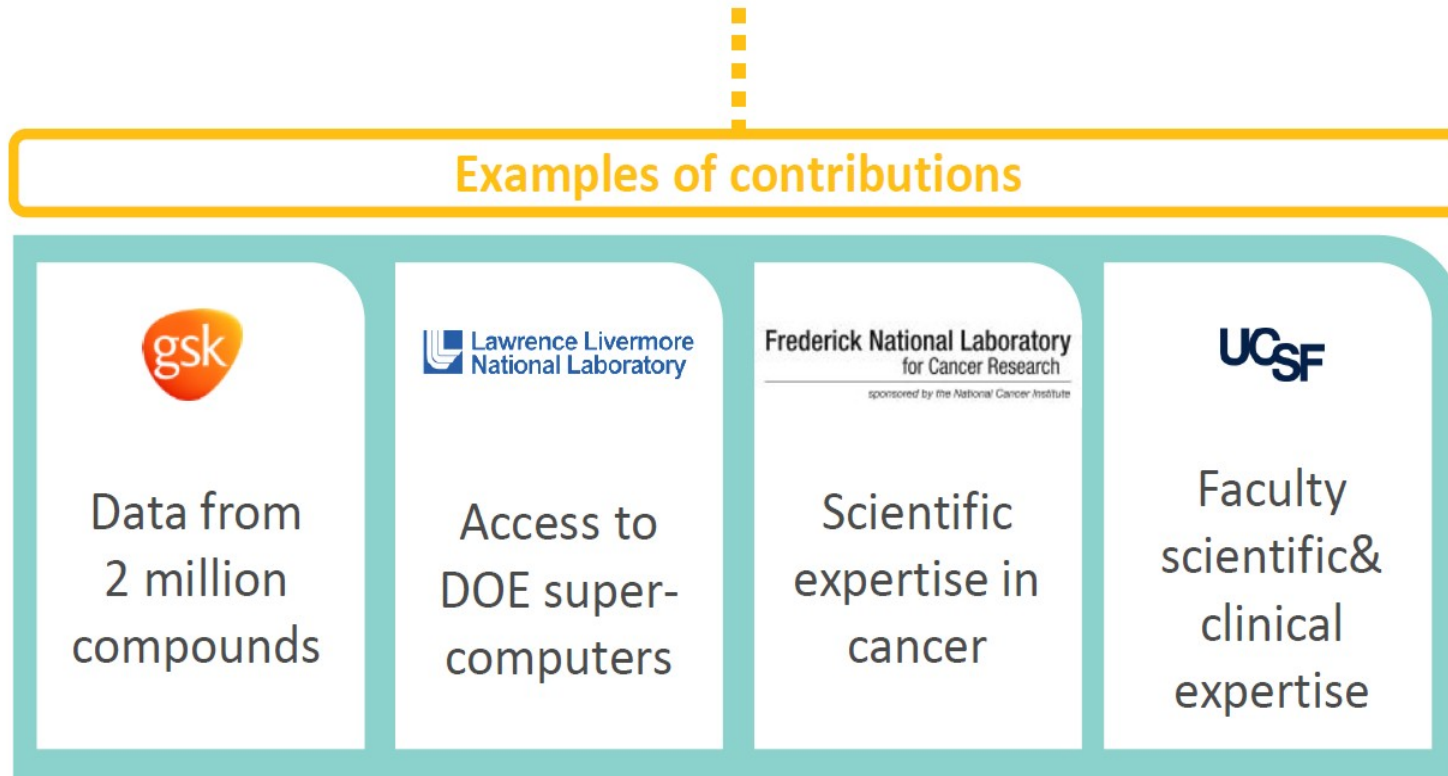 Examples of contributions
gsk
Data from
2 million
compounds
Lawrence Livermore
National Laboratory
Access to
DOE super-
computers
Frederick National Laboratory
for Cancer Research
sponsored by the National Cancer Institute
Scientific
expertise in
cancer
UCSF
Faculty
scientific&
clinical
expertise